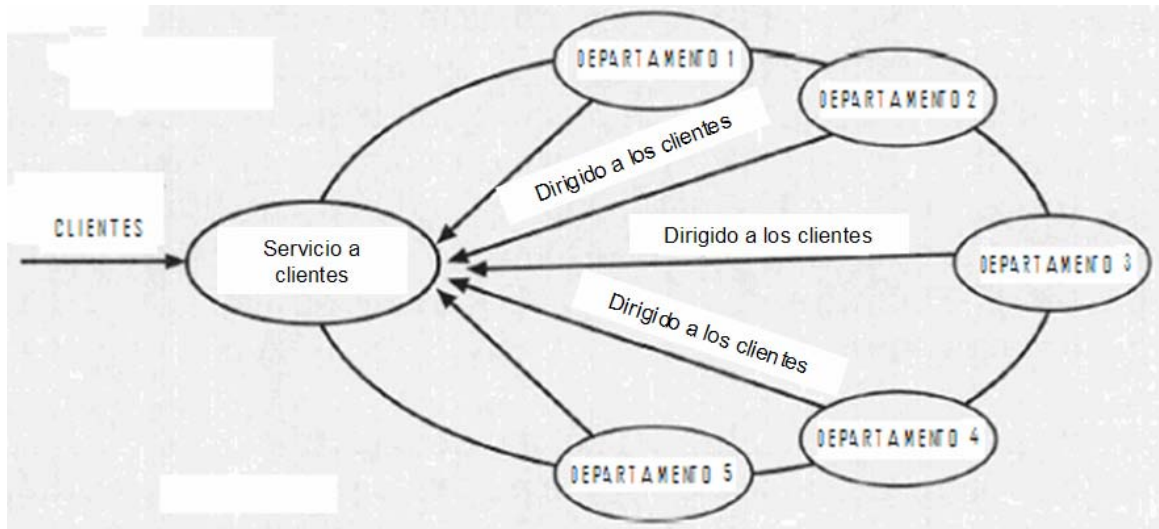 DEPARTAMENTO 1
DEPARTAMENTO 2
Dirigido a los clientes
CLIENTES
Servicio a
clientes
Dirigido a los clientes
DEPARTAMENTO 3
Dirigido a los clientes
DEPARTAMENTO 4
DEPARTAMENTO 5